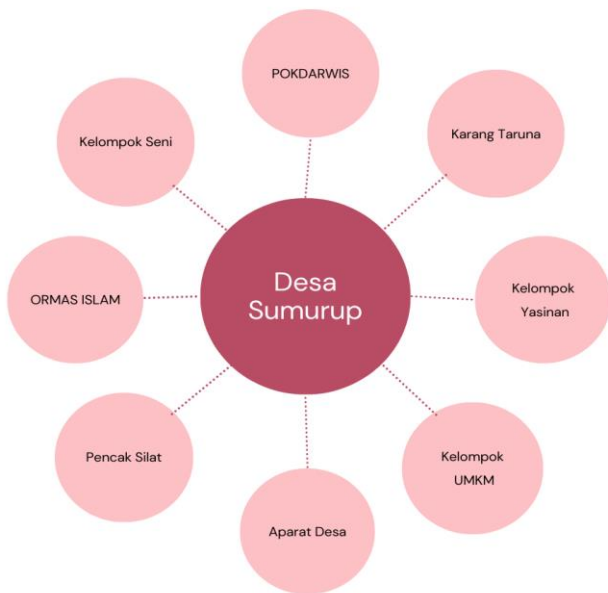 POKDARWIS
Kelompok Seni
Karang Taruna
Desa
Sumurup
ORMAS ISLAM
Kelompok
Yasinan
Pencak Silat
Kelompok
UMKM
Aparat Desa